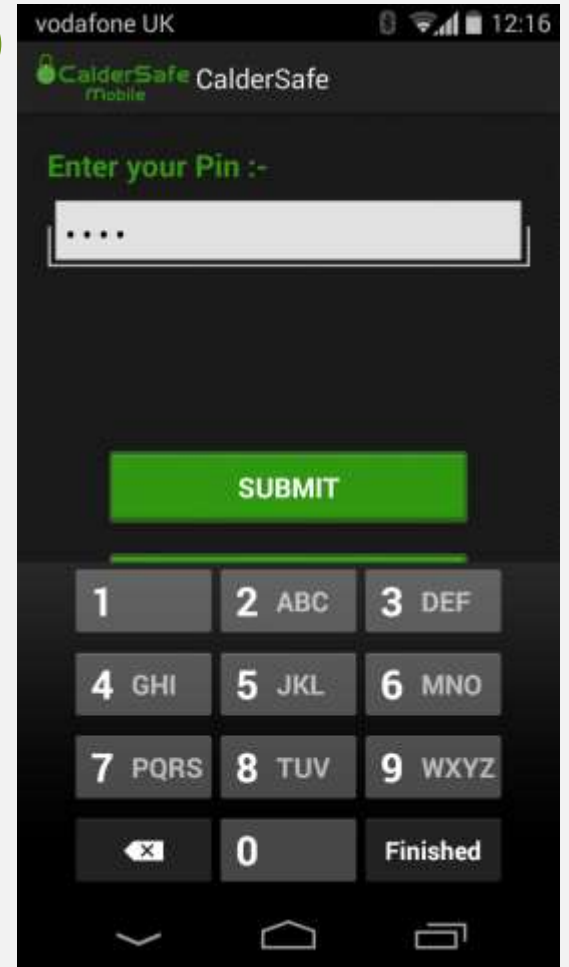 vodafone UK 12:16
CalderSafe CalderSafe
Mobile
Enter your Pin :-
....
SUBMIT
1 2 ABC 3 DEF
4 GHI 5 JKL 6 MNO
7 PQRS 8 TUV 9 WXYZ
0 Finished